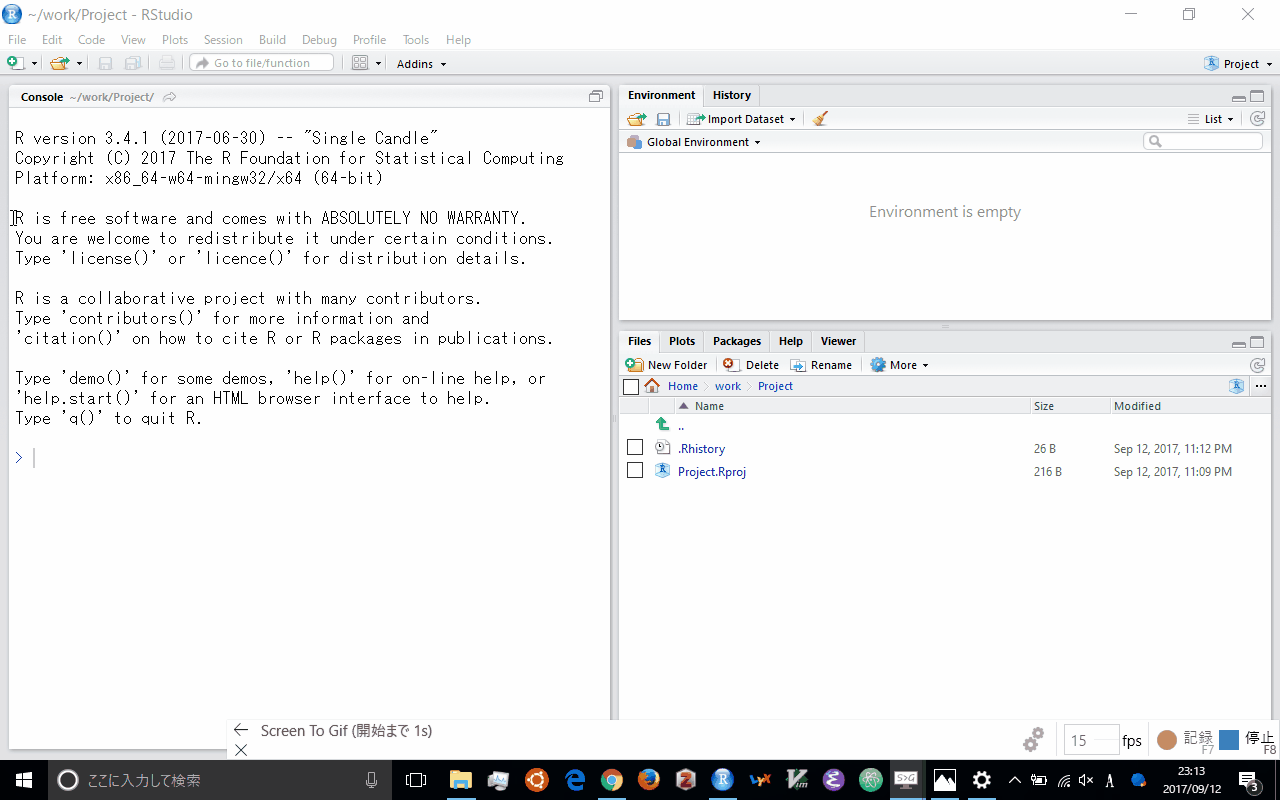 ~/work/Project - RStudio
File Edit Code View Plots Session Build Debug Profile Tools Help
Go to file/function Addins Project
Console ~/work/Project/
R version 3.4.1 (2017-06-30) -- "Single Candle"
Copyright (C) 2017 The R Foundation for Statistical Computing
Platform: x86_64-w64-mingw32/x64 (64-bit)
R is free software and comes with ABSOLUTELY NO WARRANTY.
You are welcome to redistribute it under certain conditions.
Type 'license()' or 'licence()' for distribution details.
R is a collaborative project with many contributors.
Type 'contributors()' for more information and
'citation()' on how to cite R or R packages in publications.
Type 'demo()' for some demos, 'help()' for on-line help, or
'help.start()' for an HTML browser interface to help.
Type 'q()' to quit R.
>
Environment History
Import Dataset List
Global Environment
Environment is empty
Files Plots Packages Help Viewer
New Folder Delete Rename More
Home work Project ...
Name Size Modified
..
.Rhistory 26 B Sep 12, 2017, 11:12 PM
Project.Rproj 216 B Sep 12, 2017, 11:09 PM
Screen To Gif (開始まで 1s)
15 fps 記録 F7 停止 F8
ここに入力して検索
S>G
A
23:13
2017/09/12
3